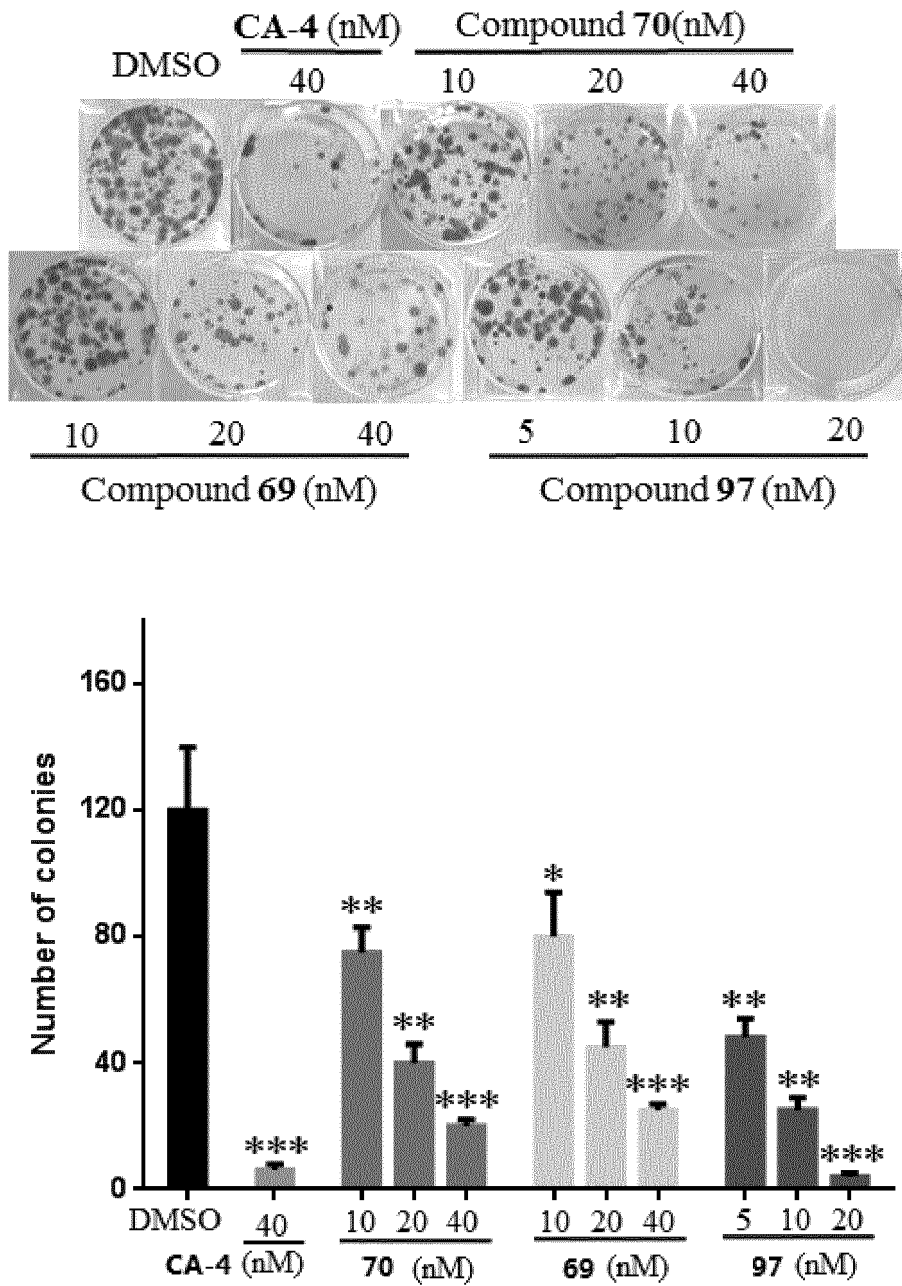 CA-4 (nM) Compound 70(nM)
DMSO 40 10 20 40
10 20 40 5 10 20
Compound 69 (nM) Compound 97 (nM)
Number of colonies
160
120
80
40
0
** ** *** * ** *** ** ** *** ***
DMSO 40 10 20 40 10 20 40 5 10 20
CA-4 (nM) 70 (nM) 69 (nM) 97 (nM)